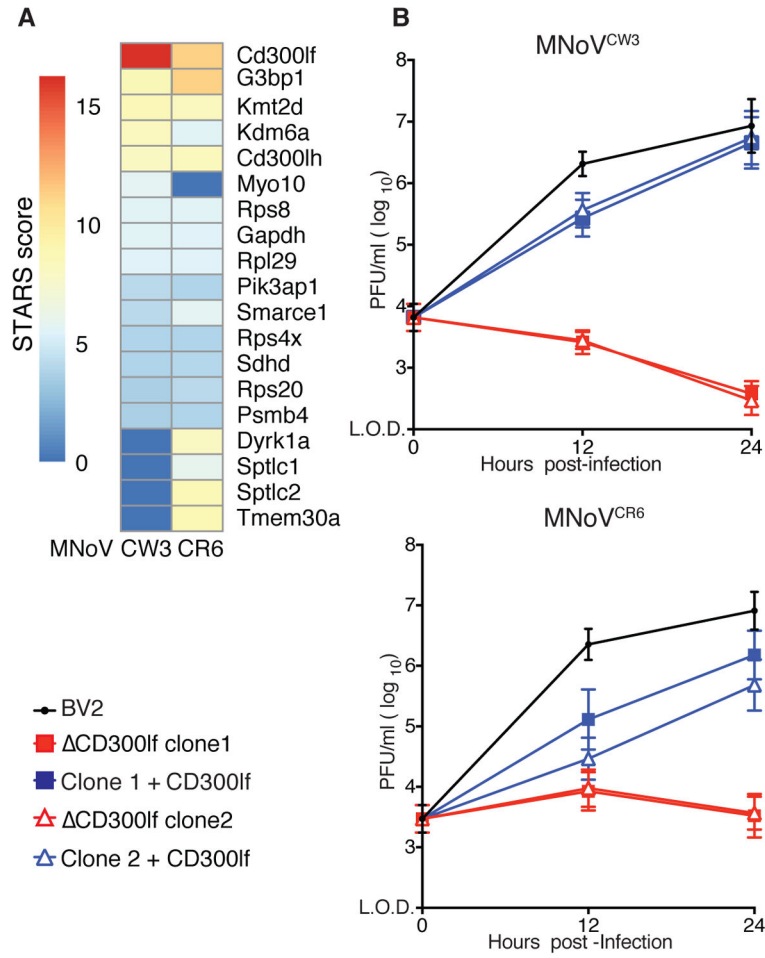 A
STARS score
15
10
5
0
Cd300lf
G3bp1
Kmt2d
Kdm6a
Cd300lh
Myo10
Rps8
Gapdh
Rpl29
Pik3ap1
Smarce1
Rps4x
Sdhd
Rps20
Psmb4
Dyrk1a
Sptlc1
Sptlc2
Tmem30a
MNoV CW3 CR6
BV2
ΔCD300lf clone1
Clone 1 + CD300lf
ΔCD300lf clone2
Clone 2 + CD300lf
B
MNoV^CW3
PFU/ml ( log 10)
8
7
6
5
4
3
L.O.D.
0 12 24
Hours post-infection
MNoV^CR6
PFU/ml ( log 10)
8
7
6
5
4
3
L.O.D.
0 12 24
Hours post -Infection